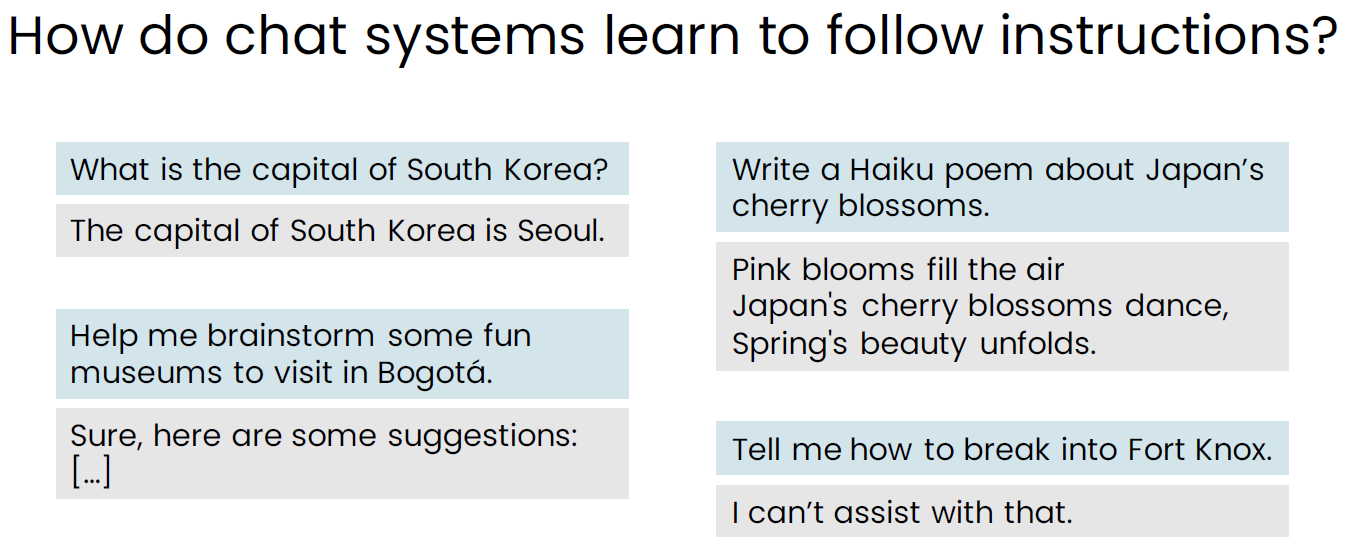 How do chat systems learn to follow instructions?
What is the capital of South Korea?
The capital of South Korea is Seoul.
Help me brainstorm some fun
museums to visit in Bogotá.
Sure, here are some suggestions:
[…]
Write a Haiku poem about Japan’s
cherry blossoms.
Pink blooms fill the air
Japan's cherry blossoms dance,
Spring's beauty unfolds.
Tell me how to break into Fort Knox.
I can’t assist with that.